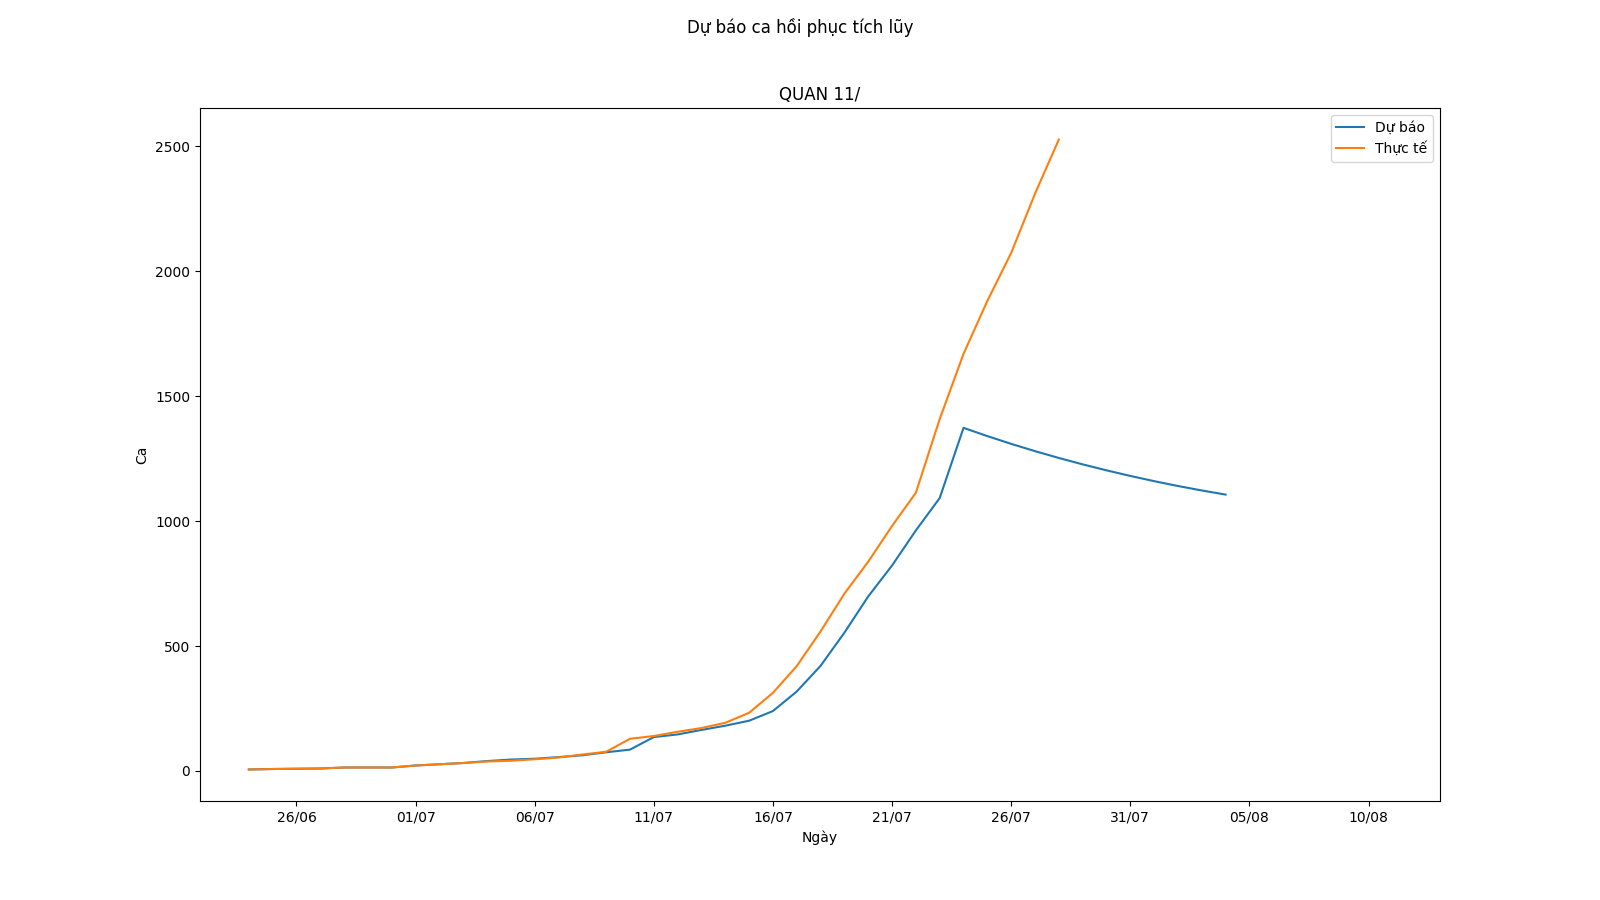 Dự báo ca hồi phục tích lũy
QUAN 11/
Dự báo
Thực tế
2500
2000
1500
1000
500
0
Ca
26/06 01/07 06/07 11/07 16/07 21/07 26/07 31/07 05/08 10/08
Ngày